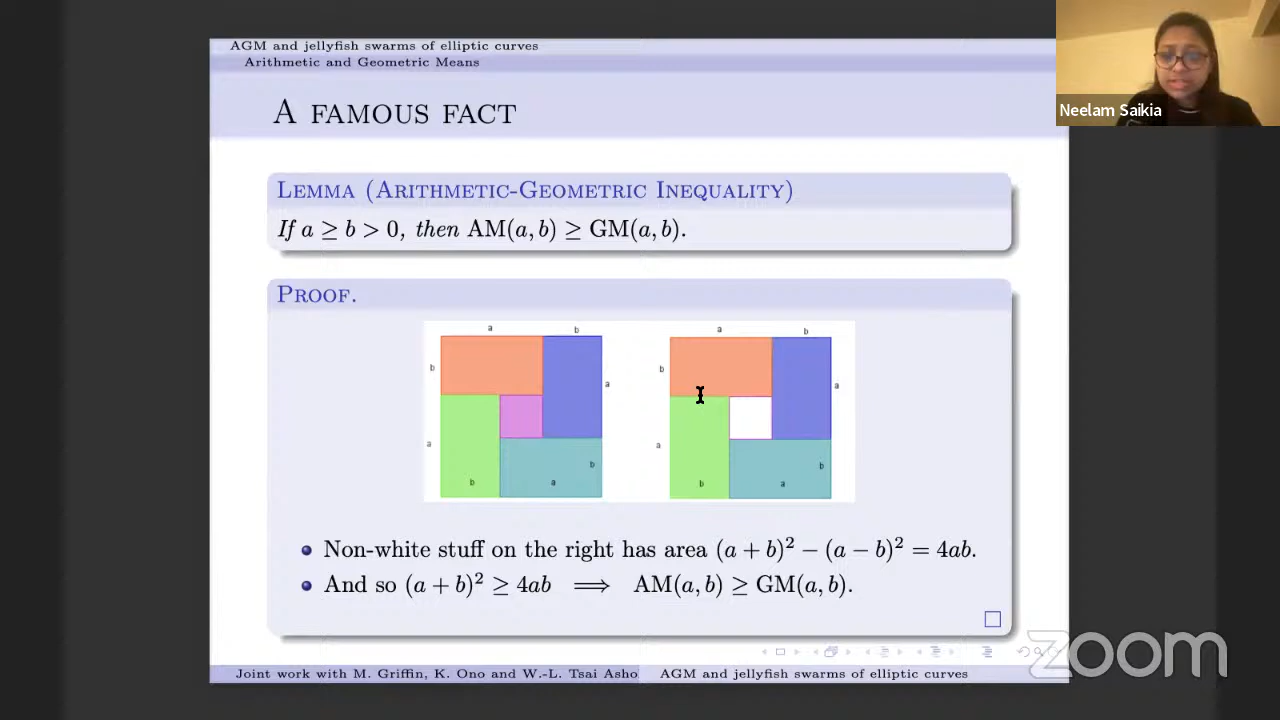 AGM and jellyfish swarms of elliptic curves
Arithmetic and Geometric Means
A FAMOUS FACT
Neelam Saikia
LEMMA (ARITHMETIC-GEOMETRIC INEQUALITY)
If a ≥ b > 0, then AM(a, b) ≥ GM(a, b).
PROOF.
a b a b
b b
a a
a a
b b
b a b a
Non-white stuff on the right has area (a + b)² − (a − b)² = 4ab.
And so (a + b)² ≥ 4ab ⟹ AM(a, b) ≥ GM(a, b).
zoom
Joint work with M. Griffin, K. Ono and W.-L. Tsai Asho
AGM and jellyfish swarms of elliptic curves